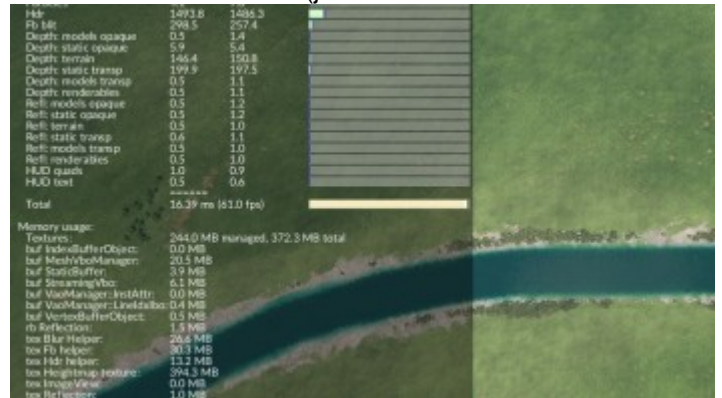 Hdr 1493.8 1486.3
Fb blit 298.5 257.4
Depth: models opaque 0.5 1.4
Depth: static opaque 5.9 5.4
Depth: terrain 146.4 150.8
Depth: static transp 199.9 197.5
Depth: models transp 0.5 1.1
Depth: renderables 0.5 1.1
Refl: models opaque 0.5 1.2
Refl: static opaque 0.5 1.2
Refl: terrain 0.5 1.0
Refl: static transp 0.6 1.1
Refl: models transp 0.5 1.0
Refl: renderables 0.5 1.0
HUD quads 1.0 0.9
HUD text 0.5 0.6
======
Total 16.39 ms (61.0 fps)
Memory usage:
Textures: 244.0 MB managed, 372.3 MB total
buf IndexBufferObject: 0.0 MB
buf MeshVboManager: 20.5 MB
buf StaticBuffer: 3.9 MB
buf StreamingVbo: 6.1 MB
buf VaoManager::InstAttr: 0.0 MB
buf VaoManager::LineIdxIbo: 0.4 MB
buf VertexBufferObject: 0.5 MB
rb Reflection: 1.5 MB
tex Blur Helper: 26.6 MB
tex Fb helper: 30.3 MB
tex Hdr helper: 13.2 MB
tex Heightmap texture: 394.3 MB
tex ImageView: 0.0 MB
tex Reflection: 1.0 MB